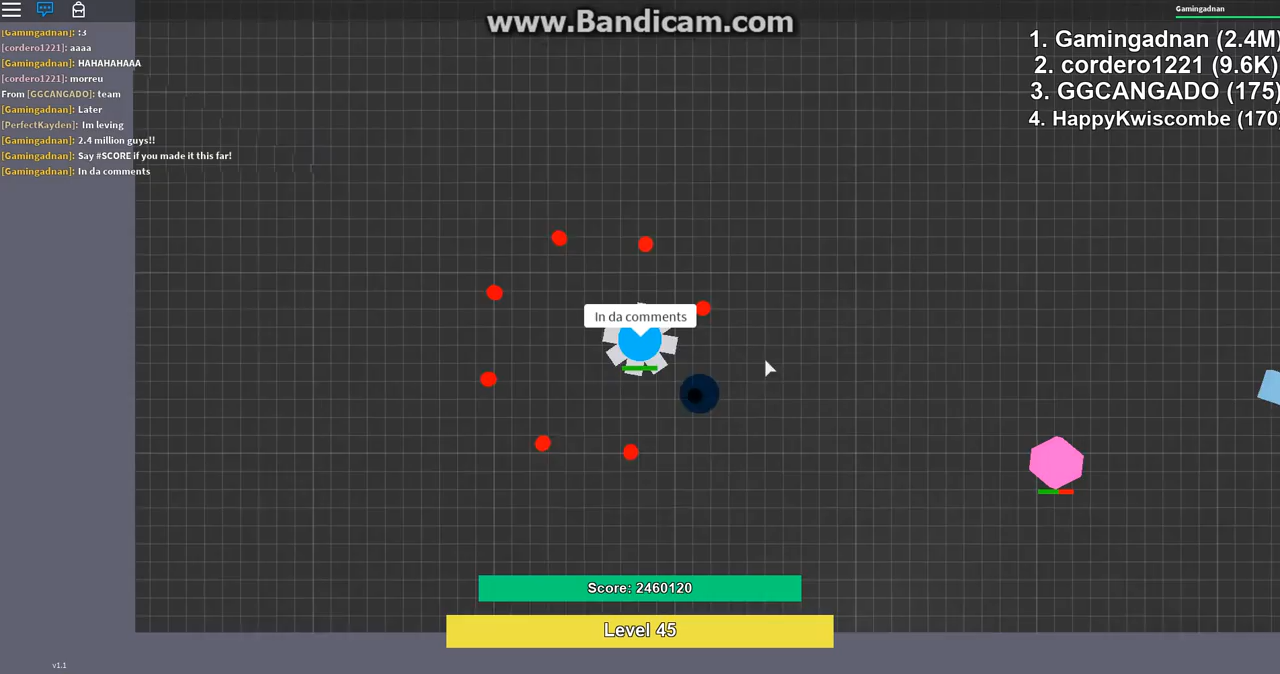 www.Bandicam.com
Gamingadnan
[Gamingadnan]: :3
[cordero1221]: aaaa
[Gamingadnan]: HAHAHAHAAA
[cordero1221]: morreu
From [GGCANGADO]: team
[Gamingadnan]: Later
[PerfectKayden]: Im leving
[Gamingadnan]: 2.4 million guys!!
[Gamingadnan]: Say #SCORE if you made it this far!
[Gamingadnan]: In da comments
1. Gamingadnan (2.4M)
2. cordero1221 (9.6K)
3. GGCANGADO (175)
4. HappyKwiscombe (170
In da comments
Score: 2460120
Level 45
v1.1